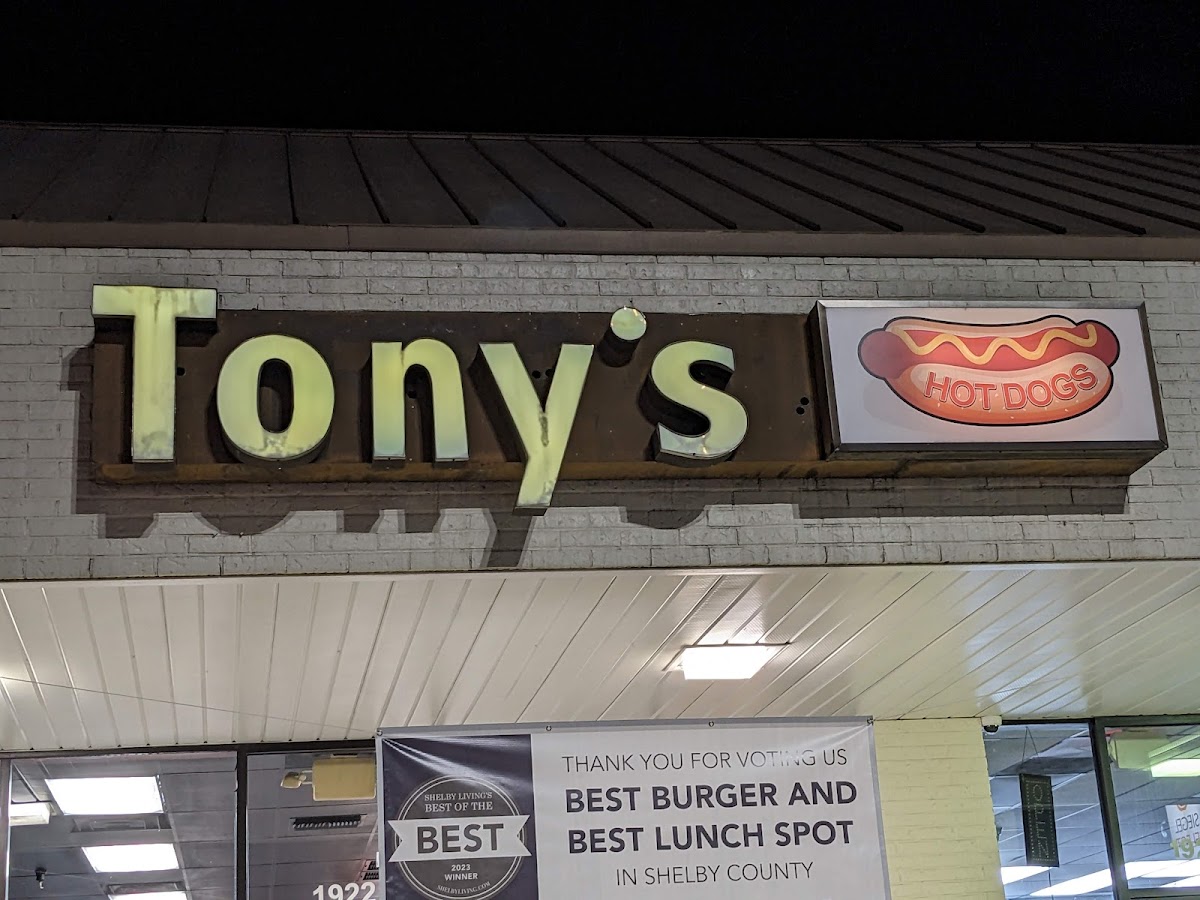 Tony's
HOT DOGS
SHELBY LIVING'S
BEST OF THE
BEST
2023
WINNER
SHELBYLIVING.COM
THANK YOU FOR VOTING US
BEST BURGER AND
BEST LUNCH SPOT
IN SHELBY COUNTY
1922
OPEN